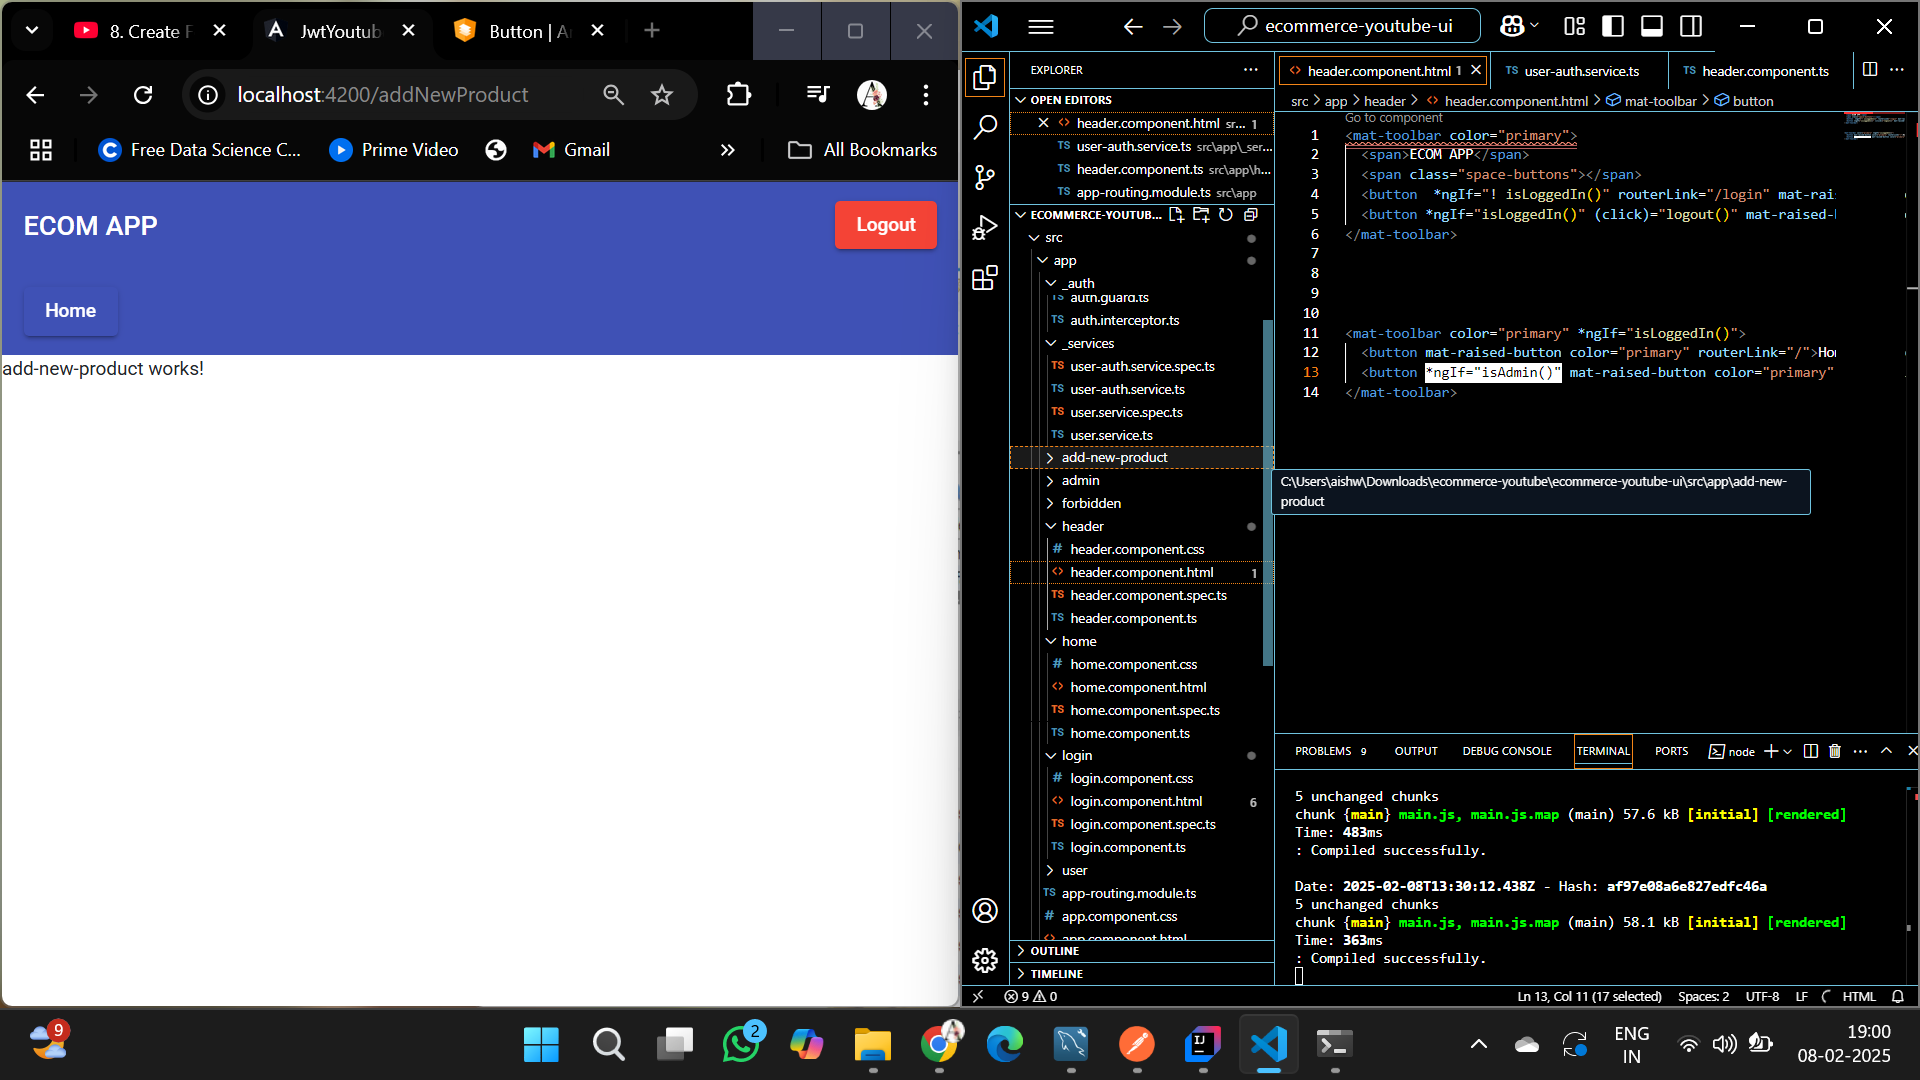 8. Create F
JwtYoutub
Button | A
localhost:4200/addNewProduct
Free Data Science C...
Prime Video
Gmail
All Bookmarks
ECOM APP
Logout
Home
add-new-product works!
ecommerce-youtube-ui
EXPLORER
OPEN EDITORS
header.component.html sr... 1
user-auth.service.ts src\app\_ser...
header.component.ts src\app\h...
app-routing.module.ts src\app
ECOMMERCE-YOUTUB...
src
app
_auth
auth.guard.ts
auth.interceptor.ts
_services
user-auth.service.spec.ts
user-auth.service.ts
user.service.spec.ts
user.service.ts
add-new-product
admin
forbidden
header
header.component.css
header.component.html 1
header.component.spec.ts
header.component.ts
home
home.component.css
home.component.html
home.component.spec.ts
home.component.ts
login
login.component.css
login.component.html 6
login.component.spec.ts
login.component.ts
user
app-routing.module.ts
app.component.css
app.component.html
OUTLINE
TIMELINE
header.component.html 1
user-auth.service.ts
header.component.ts
src > app > header > header.component.html > mat-toolbar > button
Go to component
1 <mat-toolbar color="primary">
2 <span>ECOM APP</span>
3 <span class="space-buttons"></span>
4 <button *ngIf="! isLoggedIn()" routerLink="/login" mat-rai
5 <button *ngIf="isLoggedIn()" (click)="logout()" mat-raised-
6 </mat-toolbar>
7
8
9
10
11 <mat-toolbar color="primary" *ngIf="isLoggedIn()">
12 <button mat-raised-button color="primary" routerLink="/">Ho
13 <button *ngIf="isAdmin()" mat-raised-button color="primary"
14 </mat-toolbar>
C:\Users\aishw\Downloads\ecommerce-youtube\ecommerce-youtube-ui\src\app\add-new-
product
PROBLEMS 9 OUTPUT DEBUG CONSOLE TERMINAL PORTS node
5 unchanged chunks
chunk {main} main.js, main.js.map (main) 57.6 kB [initial] [rendered]
Time: 483ms
: Compiled successfully.
Date: 2025-02-08T13:30:12.438Z - Hash: af97e08a6e827edfc46a
5 unchanged chunks
chunk {main} main.js, main.js.map (main) 58.1 kB [initial] [rendered]
Time: 363ms
: Compiled successfully.
9 0
Ln 13, Col 11 (17 selected) Spaces: 2 UTF-8 LF HTML
9
2
ENG
IN
19:00
08-02-2025